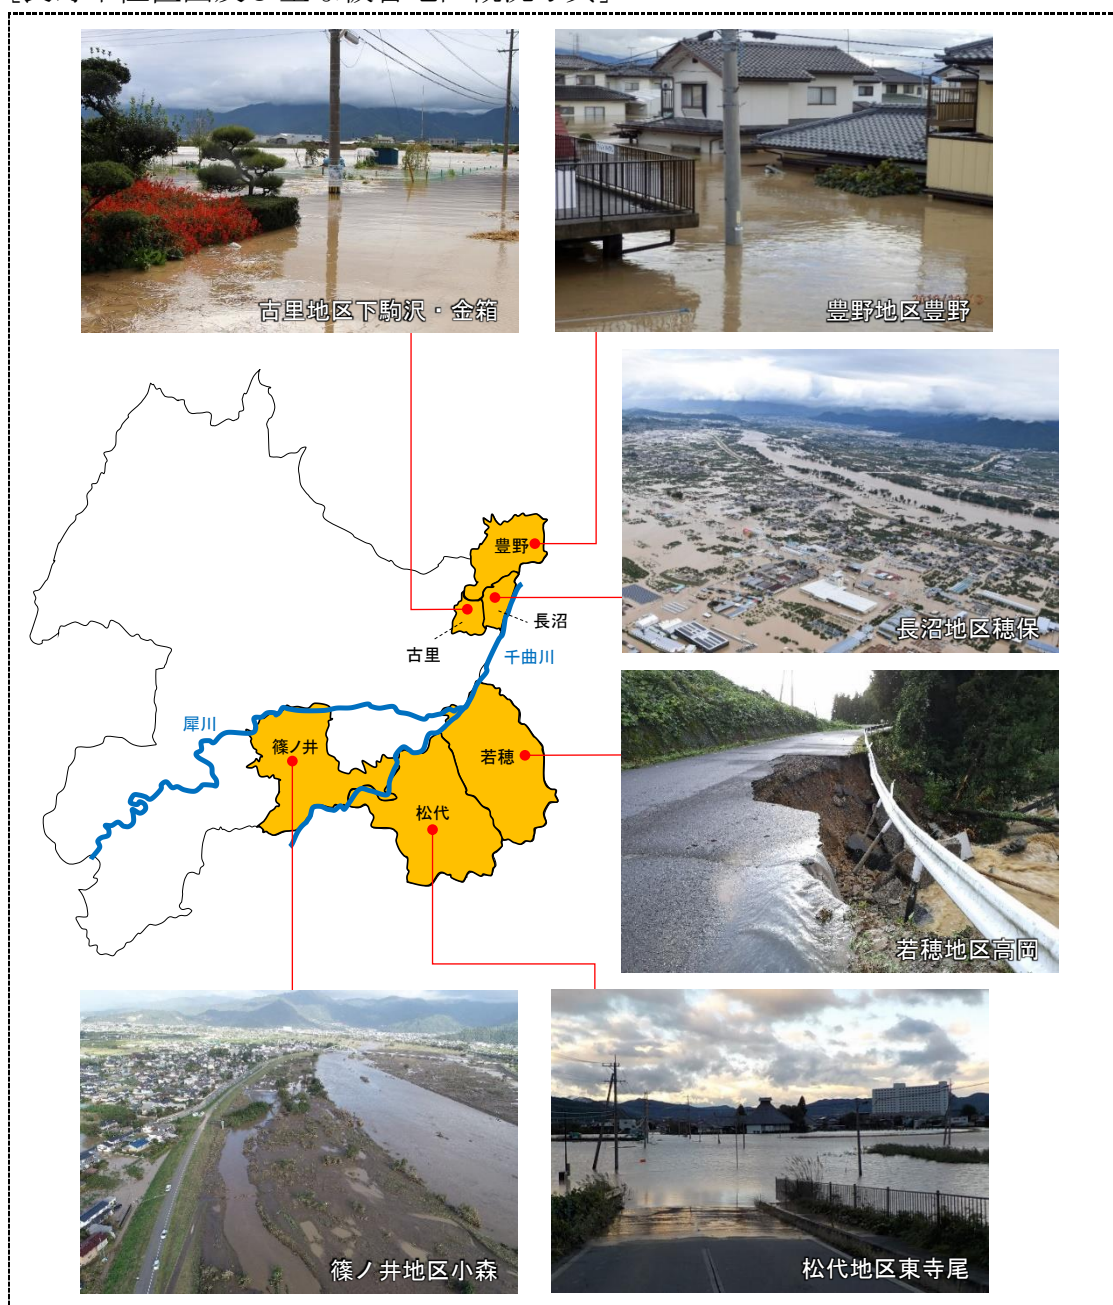 古里地区下駒沢・金箱
豊野地区豊野
長沼地区穂保
豊野
長沼
古里
千曲川
犀川
篠ノ井
若穂
松代
若穂地区高岡
篠ノ井地区小森
松代地区東寺尾